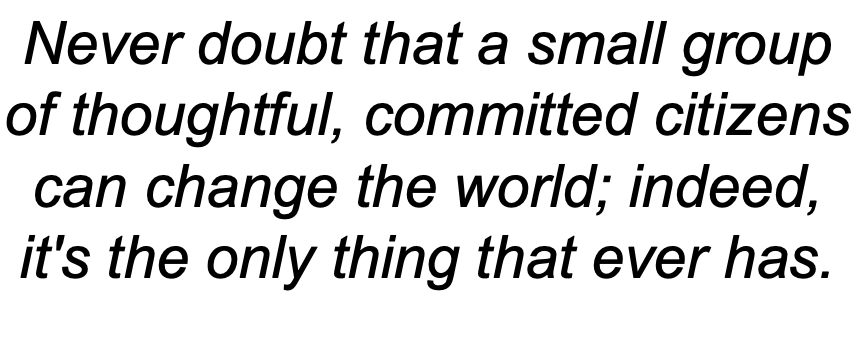 Never doubt that a small group
of thoughtful, committed citizens
can change the world; indeed,
it's the only thing that ever has.